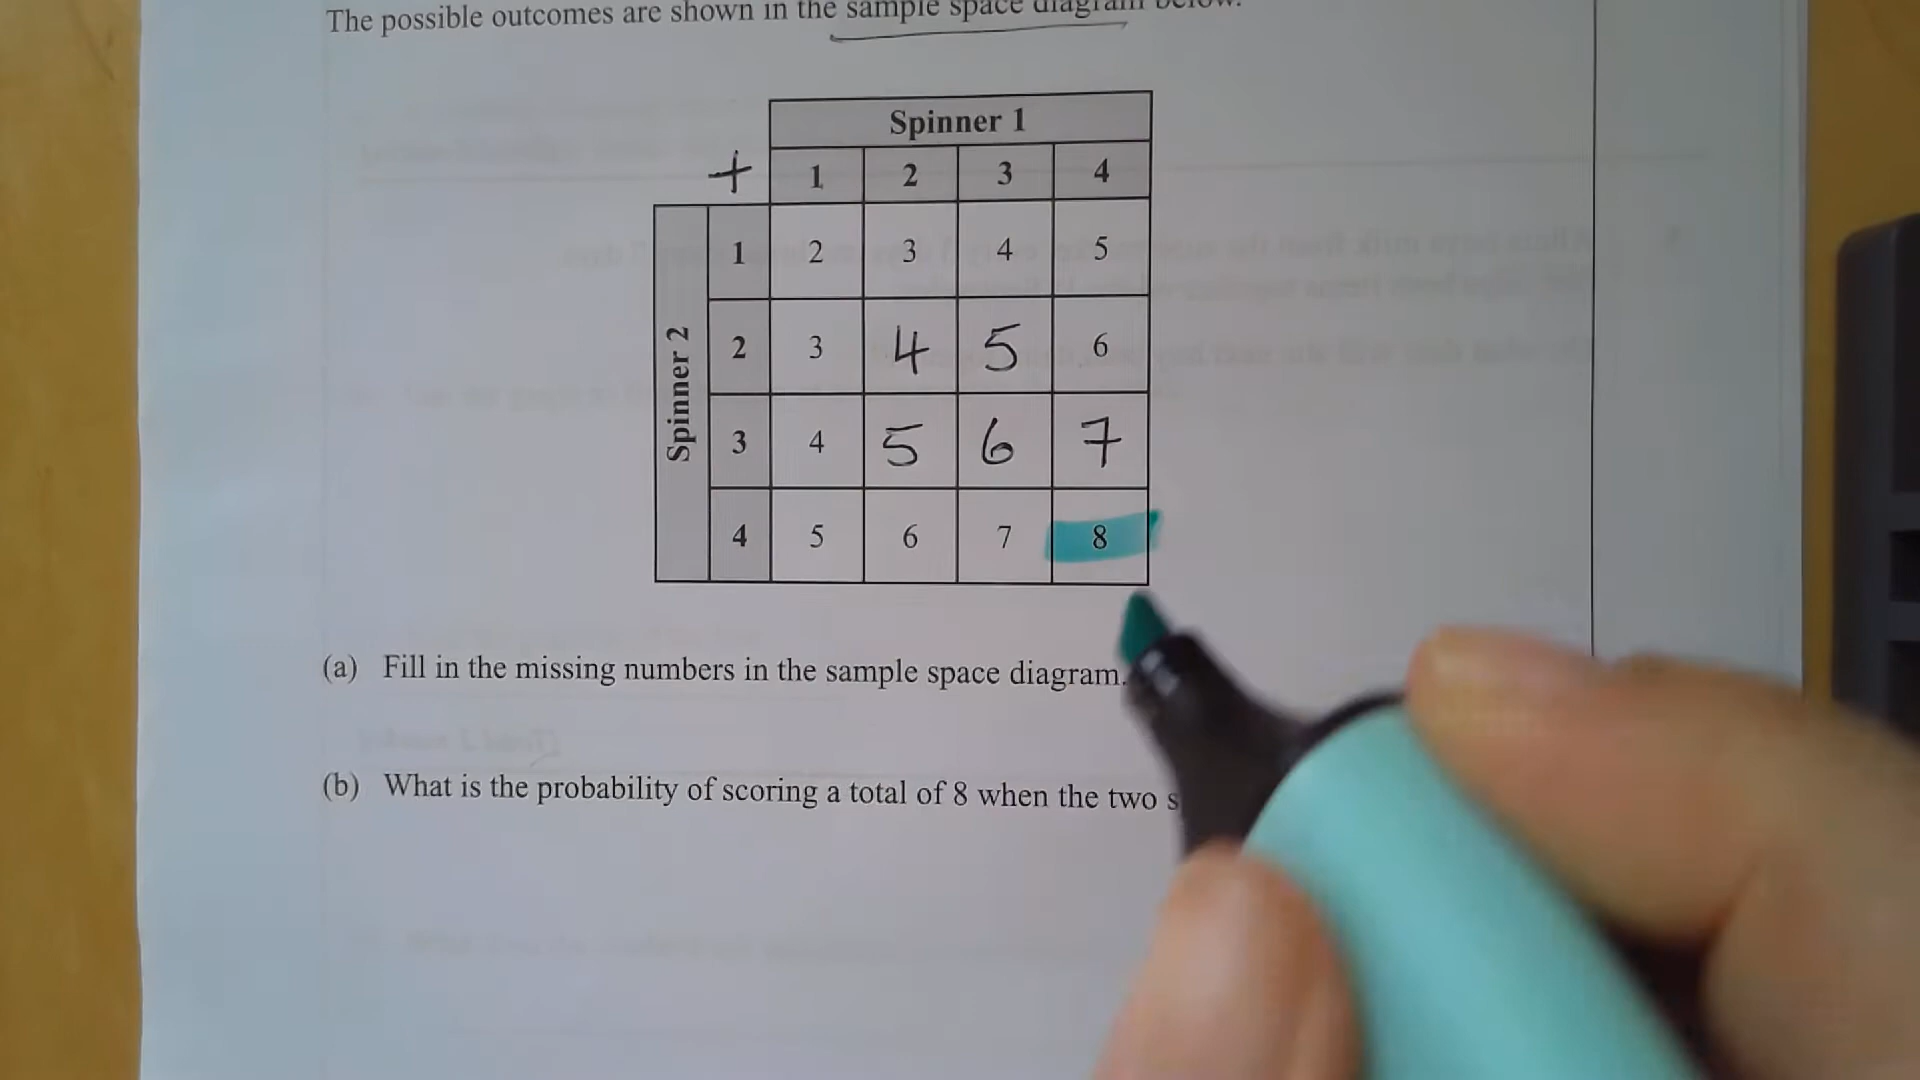 The possible outcomes are shown in the sample space diagram below.
Spinner 1
+ 1 2 3 4
Spinner 2
1 2 3 4 5
2 3 4 5 6
3 4 5 6 7
4 5 6 7 8
(a) Fill in the missing numbers in the sample space diagram.
(b) What is the probability of scoring a total of 8 when the two s